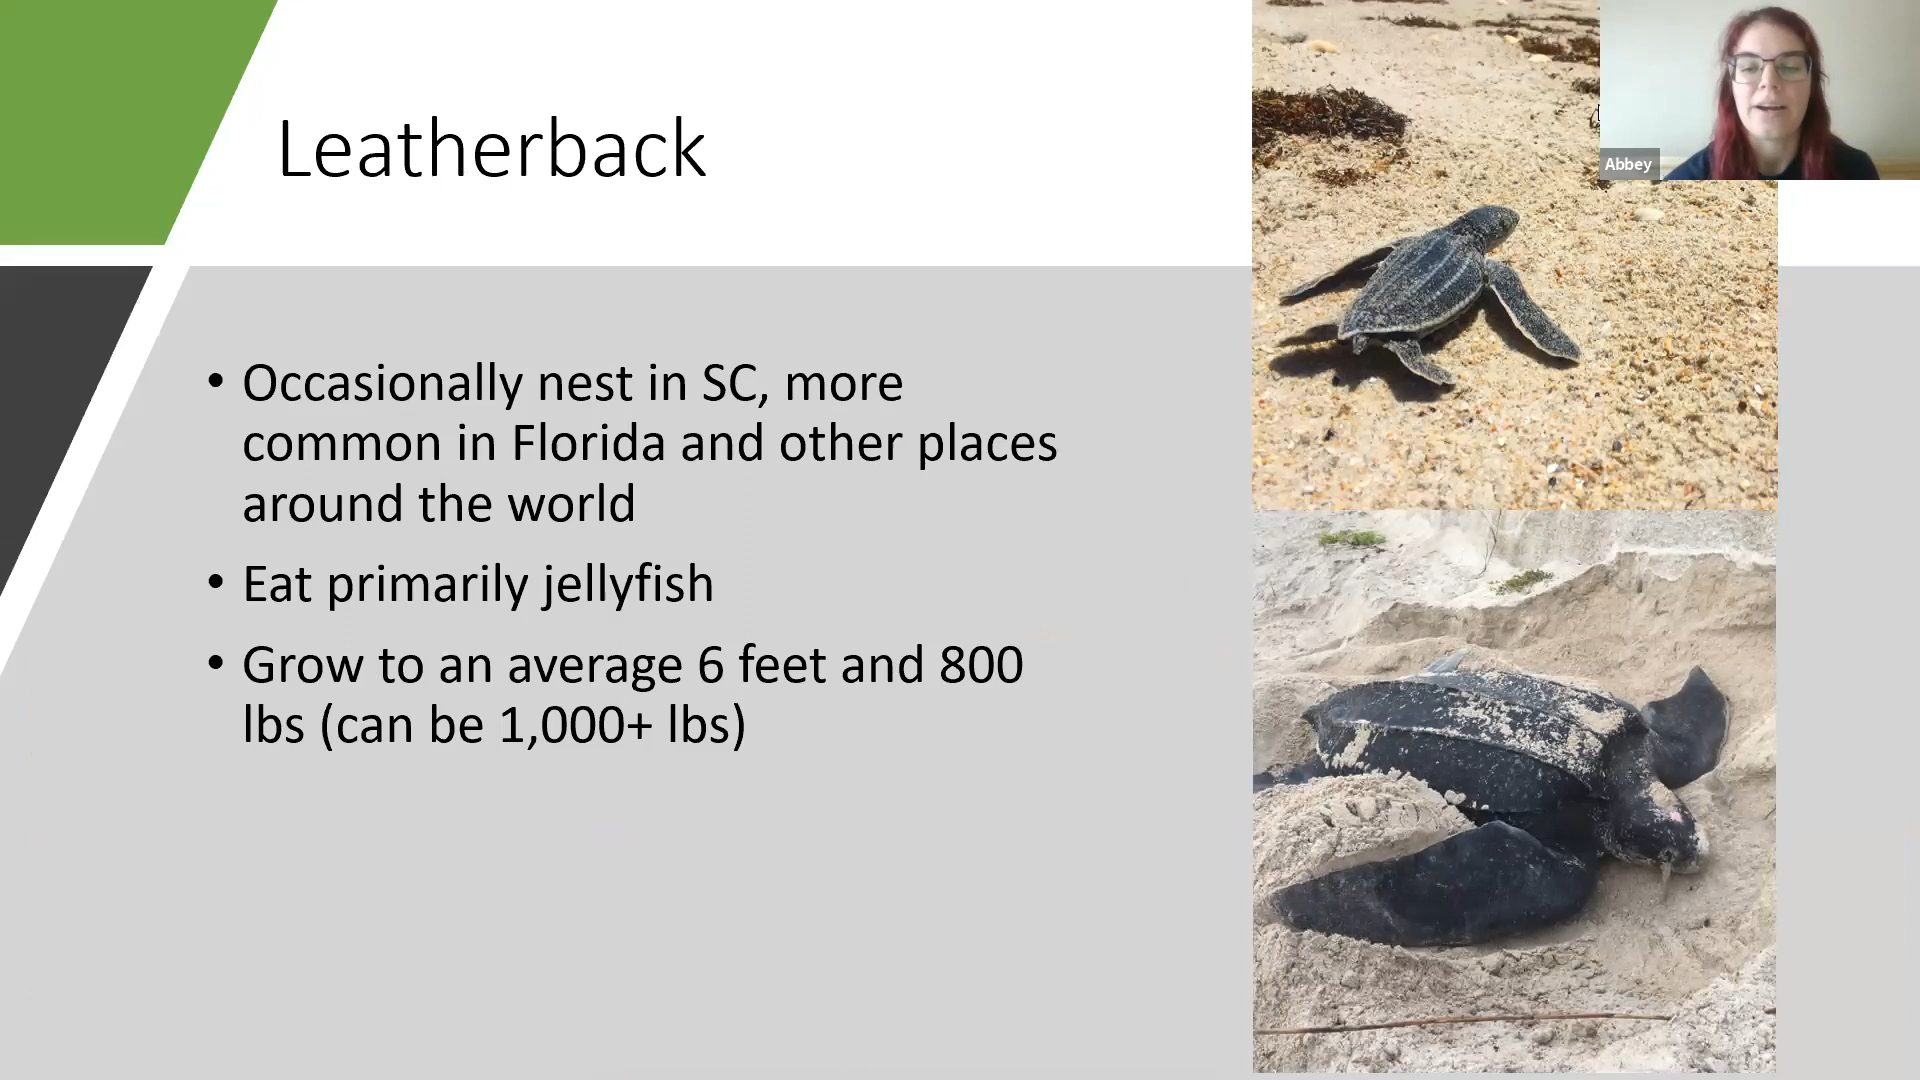 Leatherback
Abbey
• Occasionally nest in SC, more
common in Florida and other places
around the world
• Eat primarily jellyfish
• Grow to an average 6 feet and 800
lbs (can be 1,000+ lbs)